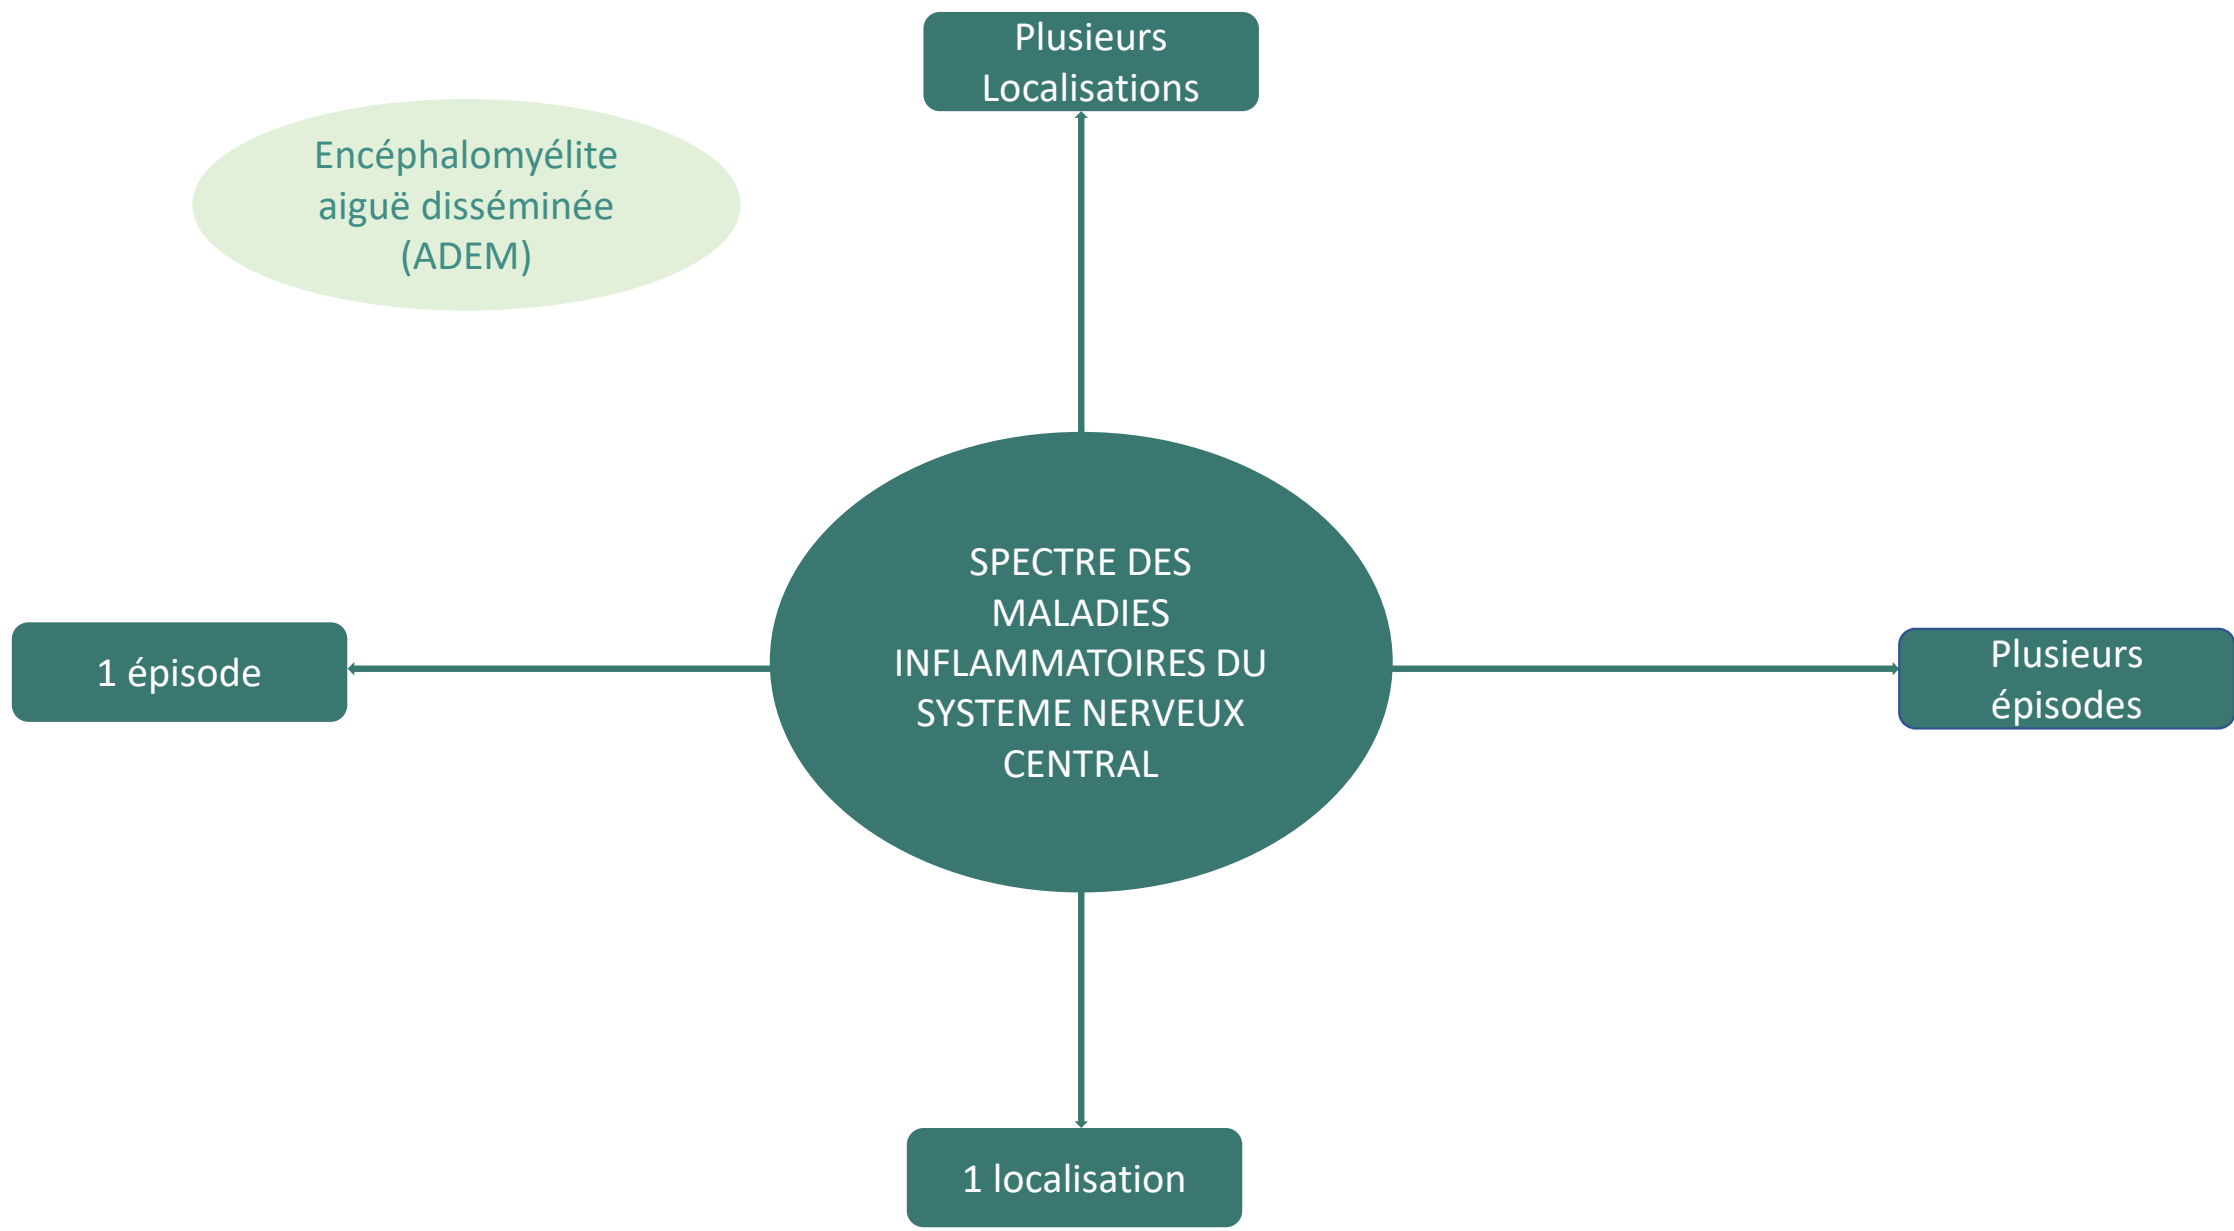 Plusieurs
Localisations
Encéphalomyélite
aiguë disséminée
(ADEM)
SPECTRE DES
MALADIES
INFLAMMATOIRES DU
SYSTEME NERVEUX
CENTRAL
1 épisode
Plusieurs
épisodes
1 localisation